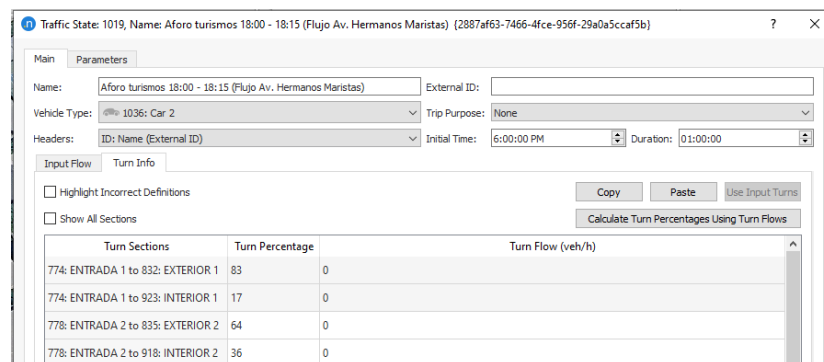 n Traffic State: 1019, Name: Aforo turismos 18:00 - 18:15 (Flujo Av. Hermanos Maristas) {2887af63-7466-4fce-956f-29a0a5ccaf5b} ? X
Main Parameters
Name: Aforo turismos 18:00 - 18:15 (Flujo Av. Hermanos Maristas) External ID:
Vehicle Type: 1036: Car 2 Trip Purpose: None
Headers: ID: Name (External ID) Initial Time: 6:00:00 PM Duration: 01:00:00
Input Flow Turn Info
Highlight Incorrect Definitions Copy Paste Use Input Turns
Show All Sections Calculate Turn Percentages Using Turn Flows
Turn Sections Turn Percentage Turn Flow (veh/h)
774: ENTRADA 1 to 832: EXTERIOR 1 83 0
774: ENTRADA 1 to 923: INTERIOR 1 17 0
778: ENTRADA 2 to 835: EXTERIOR 2 64 0
778: ENTRADA 2 to 918: INTERIOR 2 36 0